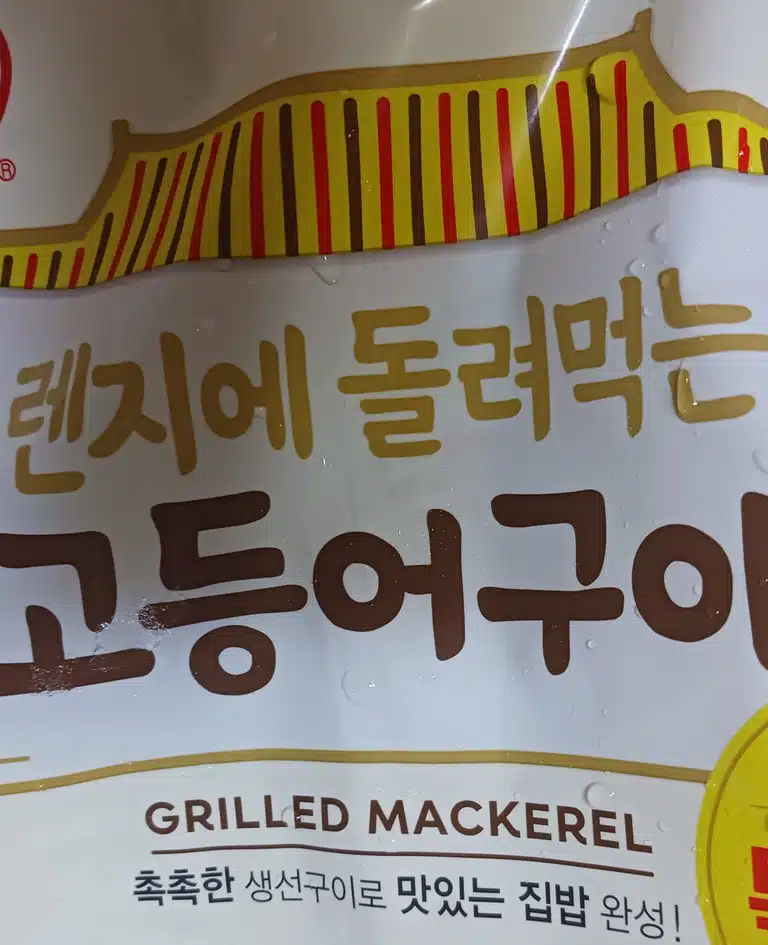 ®
렌지에 돌려먹는
고등어구이
GRILLED MACKEREL
촉촉한 생선구이로 맛있는 집밥 완성!